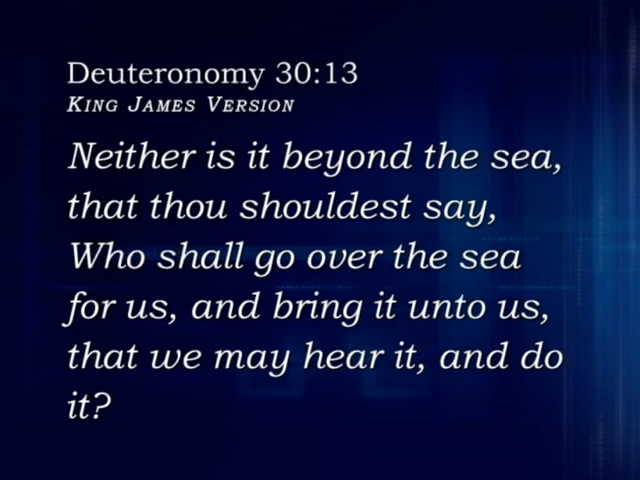 Deuteronomy 30:13
King James Version
Neither is it beyond the sea,
that thou shouldest say,
Who shall go over the sea
for us, and bring it unto us,
that we may hear it, and do
it?